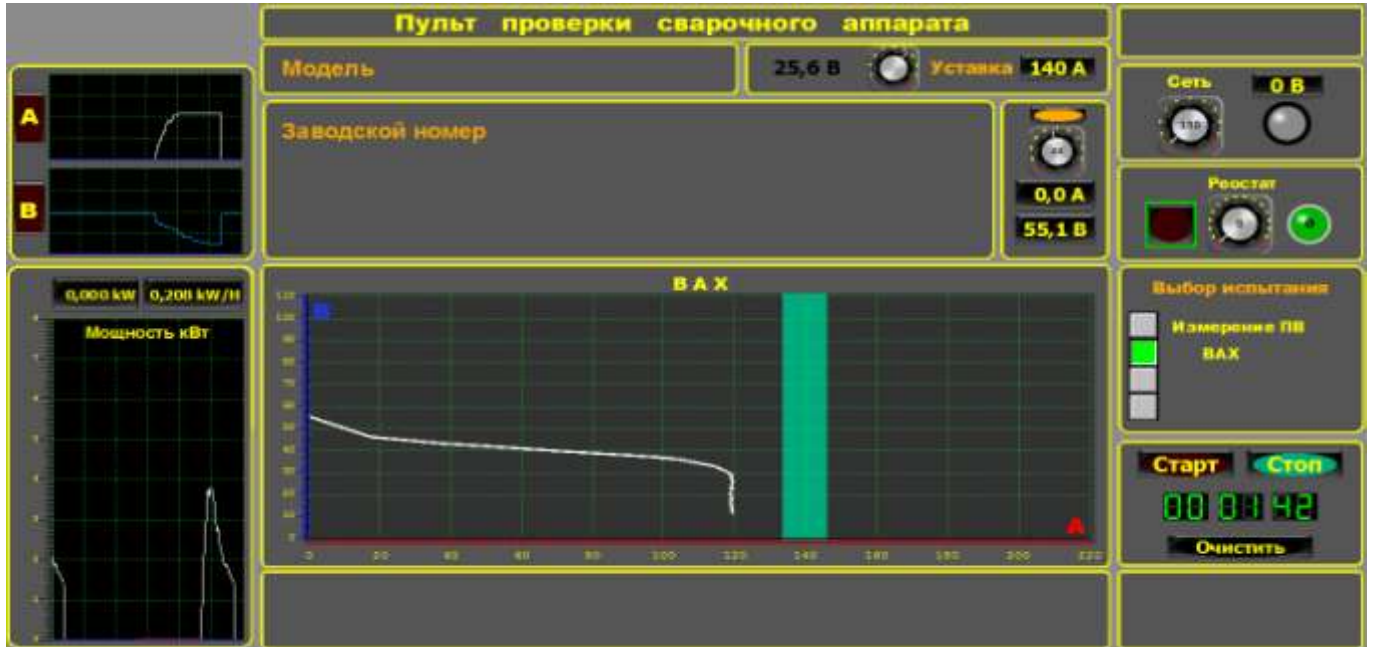 Пульт проверки сварочного аппарата
Модель
25,6 В
Уставка
140 А
Сеть
0 В
A
B
Заводской номер
0,0 А
55,1 В
Реостат
0,000 kW
0,208 kW/H
Мощность кВт
ВАХ
В
А
0 20 40 60 80 100 120 140 160 180 200 220
Выбор испытания
Измерение ПВ
ВАХ
Старт
Стоп
00 01 42
Очистить